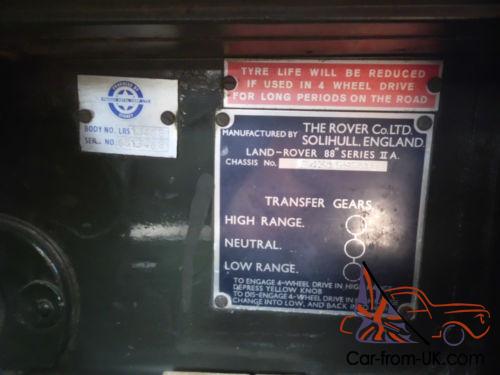 TYRE LIFE WILL BE REDUCED
IF USED IN 4 WHEEL DRIVE
FOR LONG PERIODS ON THE ROAD
BODY NO. LRS
SERL. NO.
MANUFACTURED BY THE ROVER Co. LTD.
SOLIHULL, ENGLAND.
LAND-ROVER 88" SERIES II A.
CHASSIS No.
TRANSFER GEARS
HIGH RANGE.
NEUTRAL.
LOW RANGE.
TO ENGAGE 4-WHEEL DRIVE IN HIGH
DEPRESS YELLOW KNOB
TO DIS-ENGAGE 4-WHEEL DRIVE IN
CHANGE INTO LOW, AND BACK
Car-from-UK.com